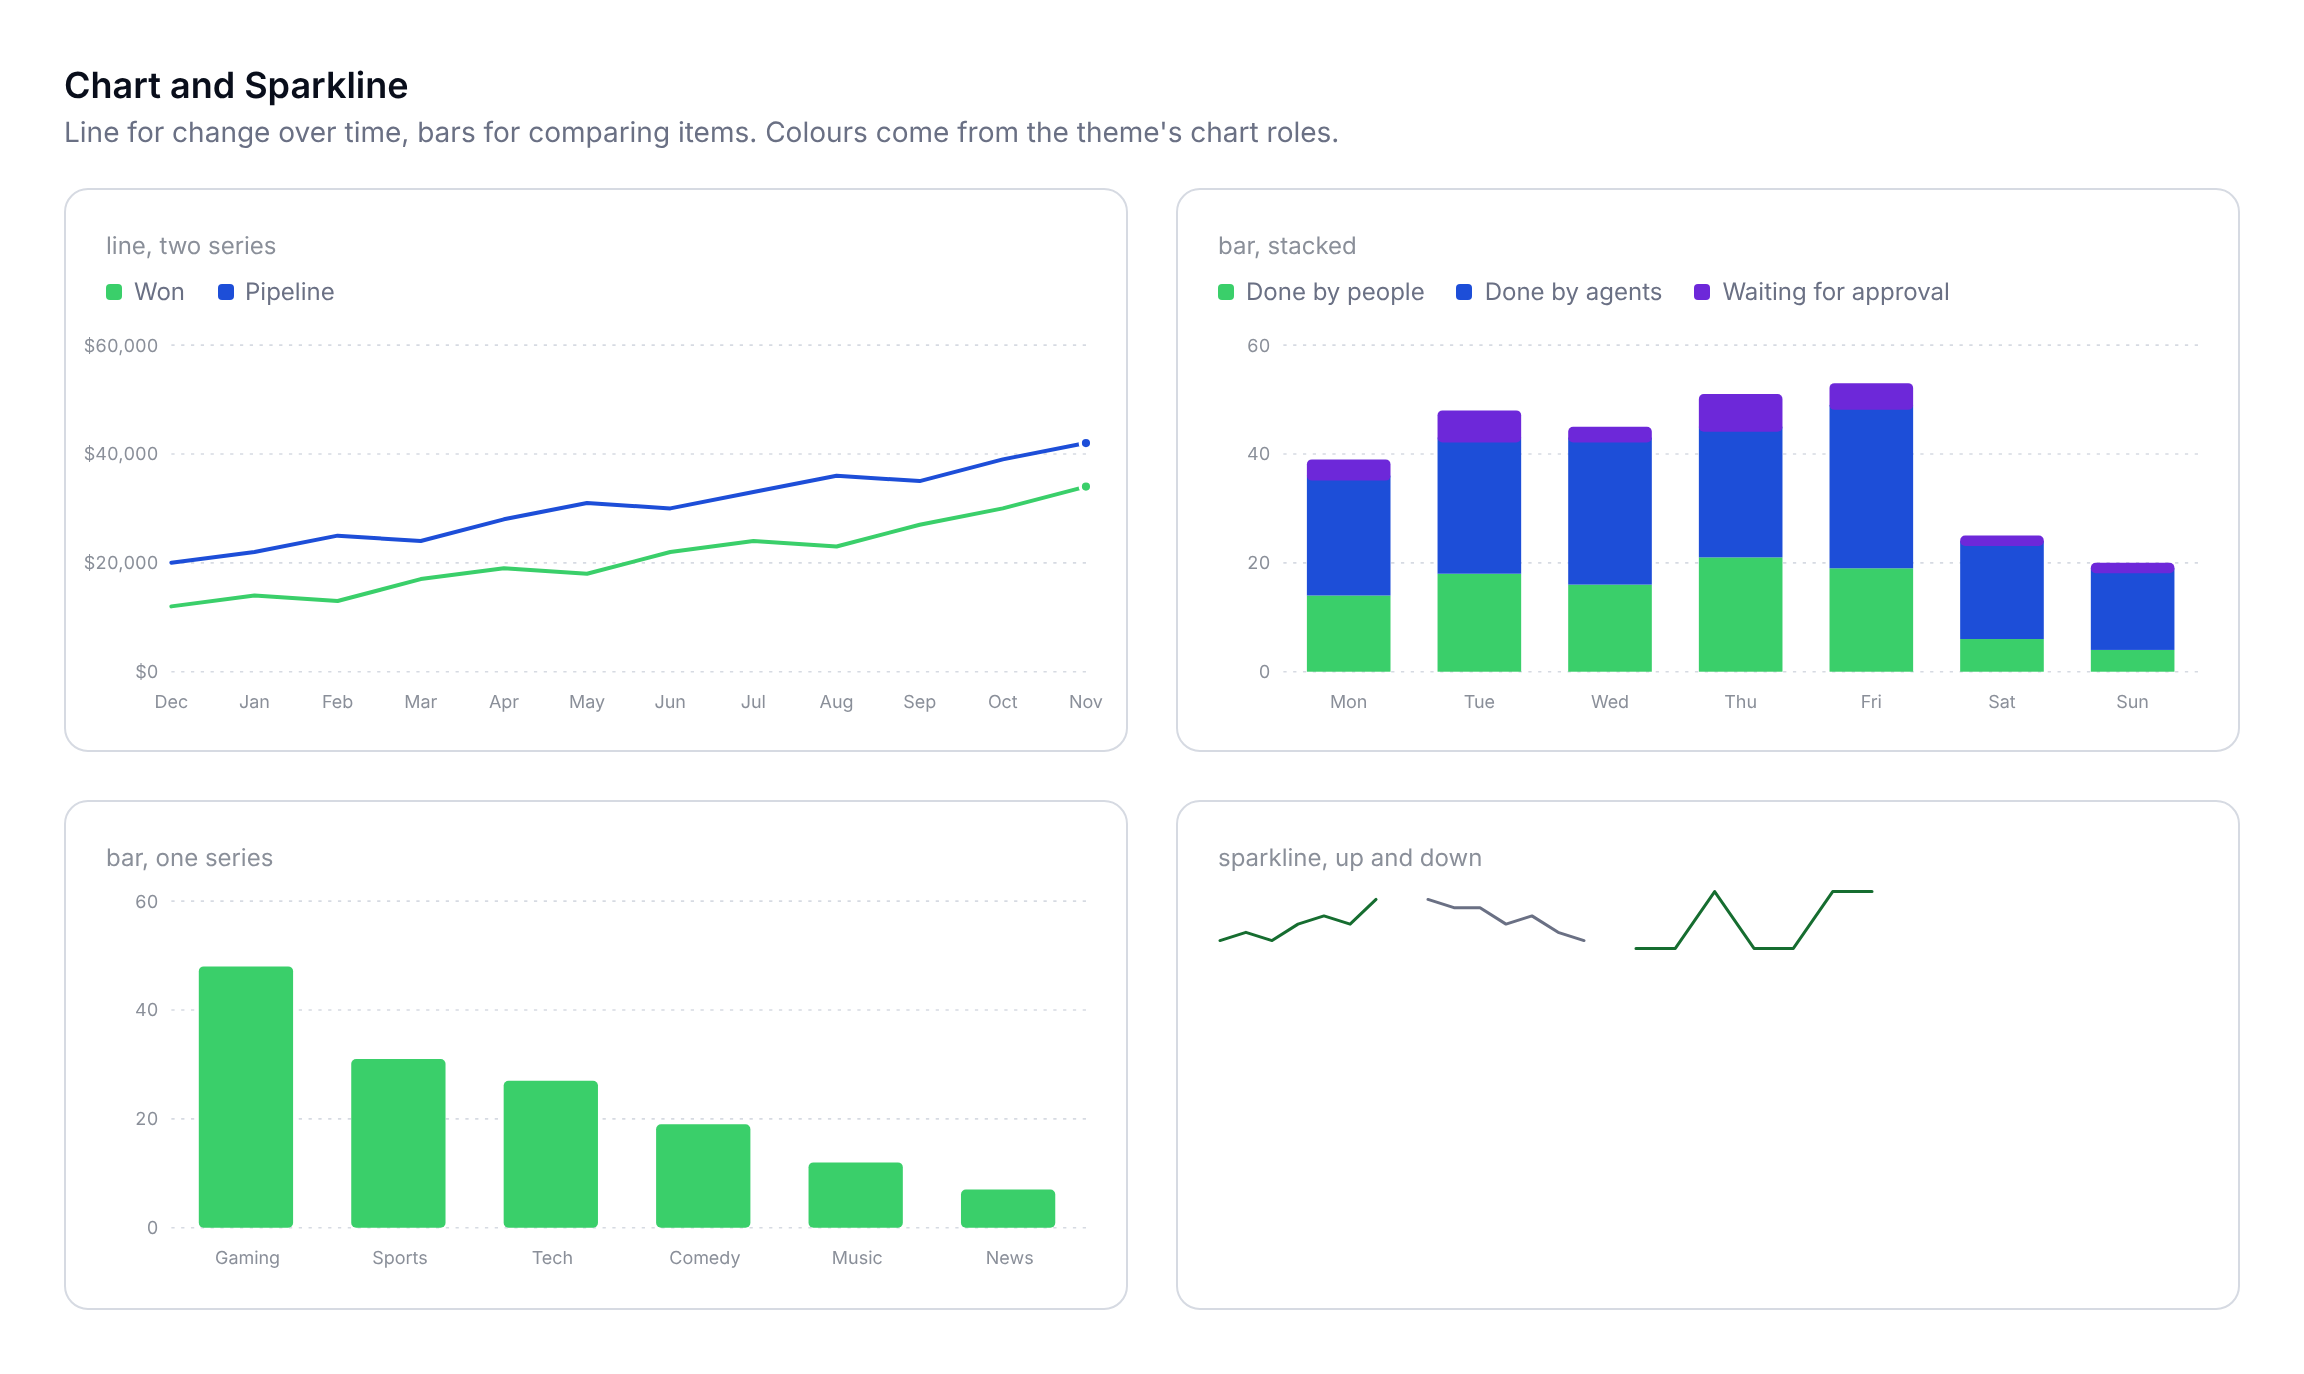 Chart and Sparkline
Line for change over time, bars for comparing items. Colours come from the theme's chart roles.
line, two series
Won Pipeline
$60,000
$40,000
$20,000
$0
Dec Jan Feb Mar Apr May Jun Jul Aug Sep Oct Nov
bar, stacked
Done by people Done by agents Waiting for approval
60
40
20
0
Mon Tue Wed Thu Fri Sat Sun
bar, one series
60
40
20
0
Gaming Sports Tech Comedy Music News
sparkline, up and down